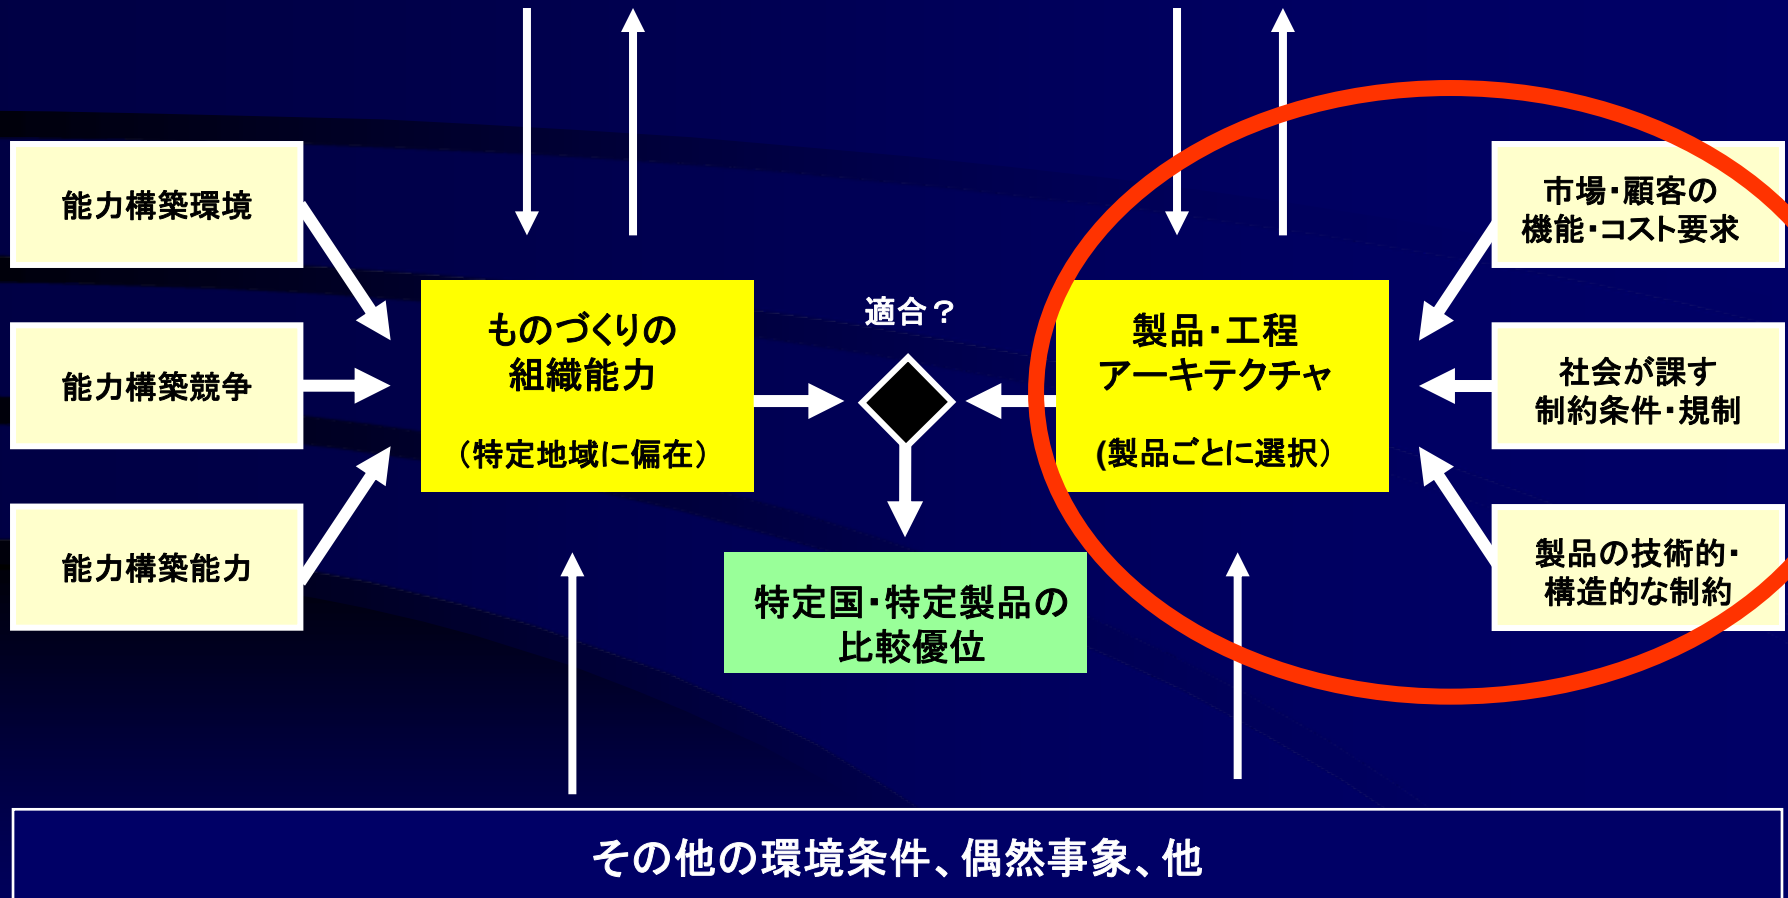 能力構築環境
能力構築競争
能力構築能力
ものづくりの
組織能力
（特定地域に偏在）
適合？
特定国・特定製品の
比較優位
製品・工程
アーキテクチャ
(製品ごとに選択）
市場・顧客の
機能・コスト要求
社会が課す
制約条件・規制
製品の技術的・
構造的な制約
その他の環境条件、偶然事象、他